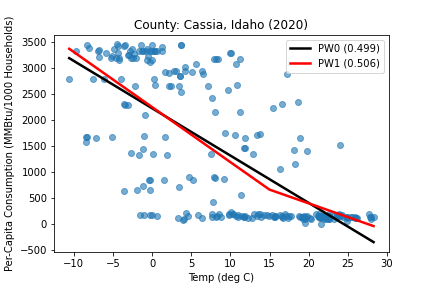 County: Cassia, Idaho (2020)
Per-Capita Consumption (MMBtu/1000 Households)
3500
3000
2500
2000
1500
1000
500
0
−500
PW0 (0.499)
PW1 (0.506)
−10 −5 0 5 10 15 20 25 30
Temp (deg C)